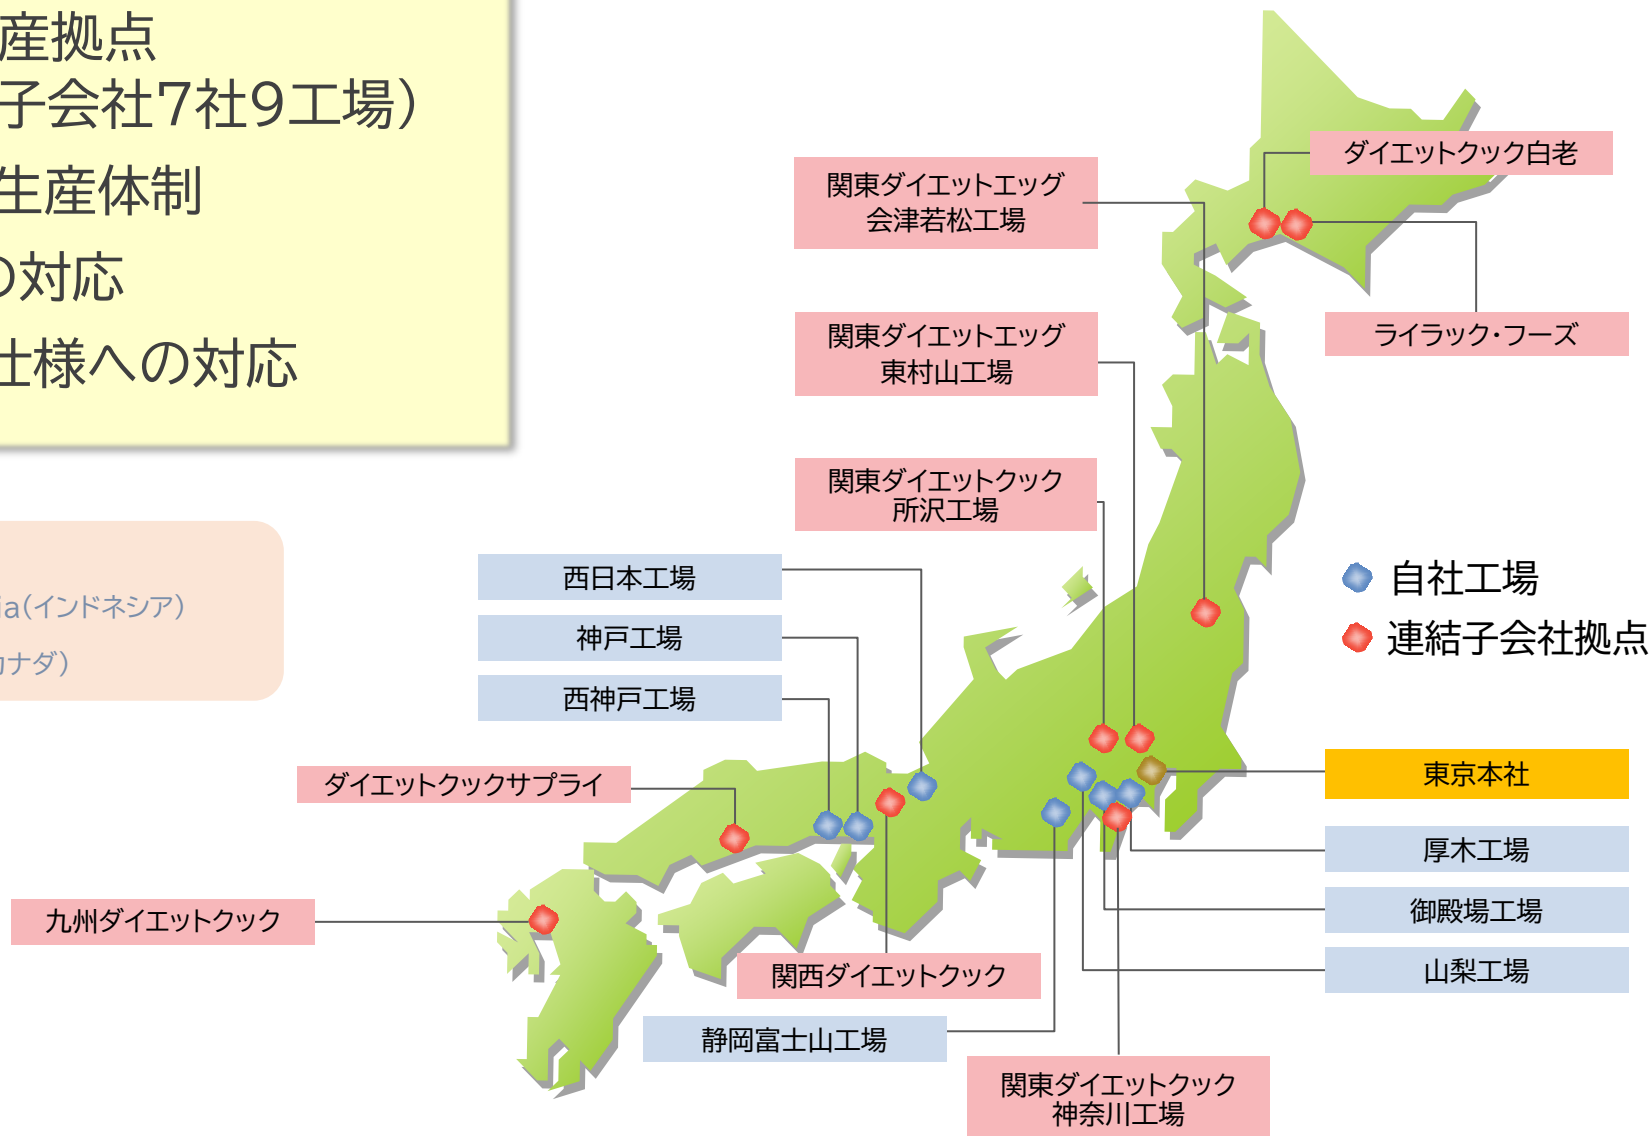 産拠点
子会社7社9工場）
生産体制
の対応
仕様への対応
ia(インドネシア)
カナダ)
関東ダイエットエッグ
会津若松工場
ダイエットクック白老
関東ダイエットエッグ
東村山工場
ライラック・フーズ
関東ダイエットクック
所沢工場
西日本工場
神戸工場
西神戸工場
自社工場
連結子会社拠点
ダイエットクックサプライ
東京本社
厚木工場
九州ダイエットクック
御殿場工場
関西ダイエットクック
山梨工場
静岡富士山工場
関東ダイエットクック
神奈川工場